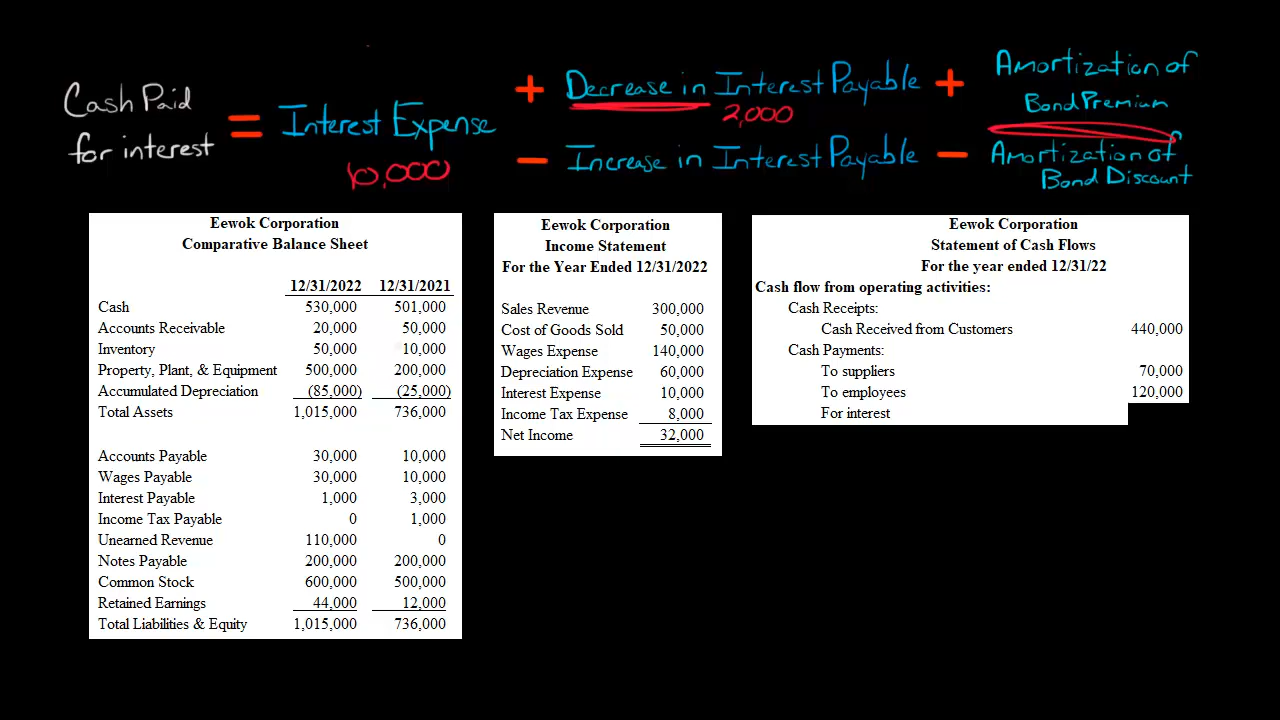 Cash Paid
for interest
=
Interest Expense
10,000
+ Decrease in Interest Payable +
2,000
- Increase in Interest Payable -
Amortization of
Bond Premium
Amortization of
Bond Discount
Eewok Corporation
Comparative Balance Sheet
12/31/2022 12/31/2021
Cash 530,000 501,000
Accounts Receivable 20,000 50,000
Inventory 50,000 10,000
Property, Plant, & Equipment 500,000 200,000
Accumulated Depreciation (85,000) (25,000)
Total Assets 1,015,000 736,000
Accounts Payable 30,000 10,000
Wages Payable 30,000 10,000
Interest Payable 1,000 3,000
Income Tax Payable 0 1,000
Unearned Revenue 110,000 0
Notes Payable 200,000 200,000
Common Stock 600,000 500,000
Retained Earnings 44,000 12,000
Total Liabilities & Equity 1,015,000 736,000
Eewok Corporation
Income Statement
For the Year Ended 12/31/2022
Sales Revenue 300,000
Cost of Goods Sold 50,000
Wages Expense 140,000
Depreciation Expense 60,000
Interest Expense 10,000
Income Tax Expense 8,000
Net Income 32,000
Eewok Corporation
Statement of Cash Flows
For the year ended 12/31/22
Cash flow from operating activities:
Cash Receipts:
Cash Received from Customers 440,000
Cash Payments:
To suppliers 70,000
To employees 120,000
For interest